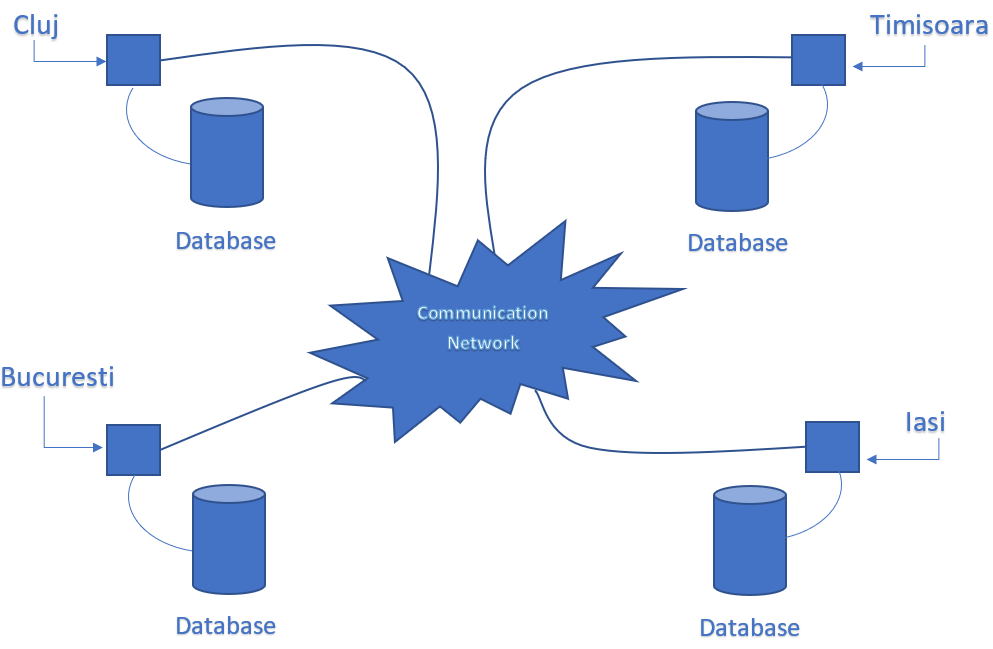 Cluj
Timisoara
Database
Database
Communication
Network
Bucuresti
Iasi
Database
Database